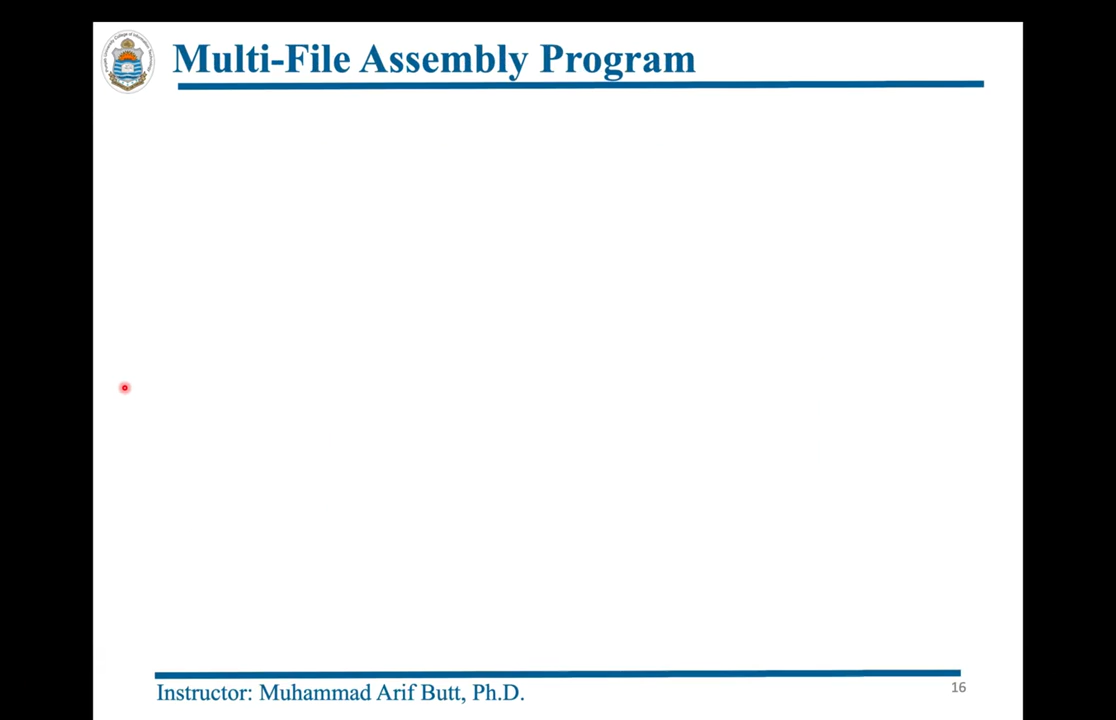 Multi-File Assembly Program
Instructor: Muhammad Arif Butt, Ph.D.
16